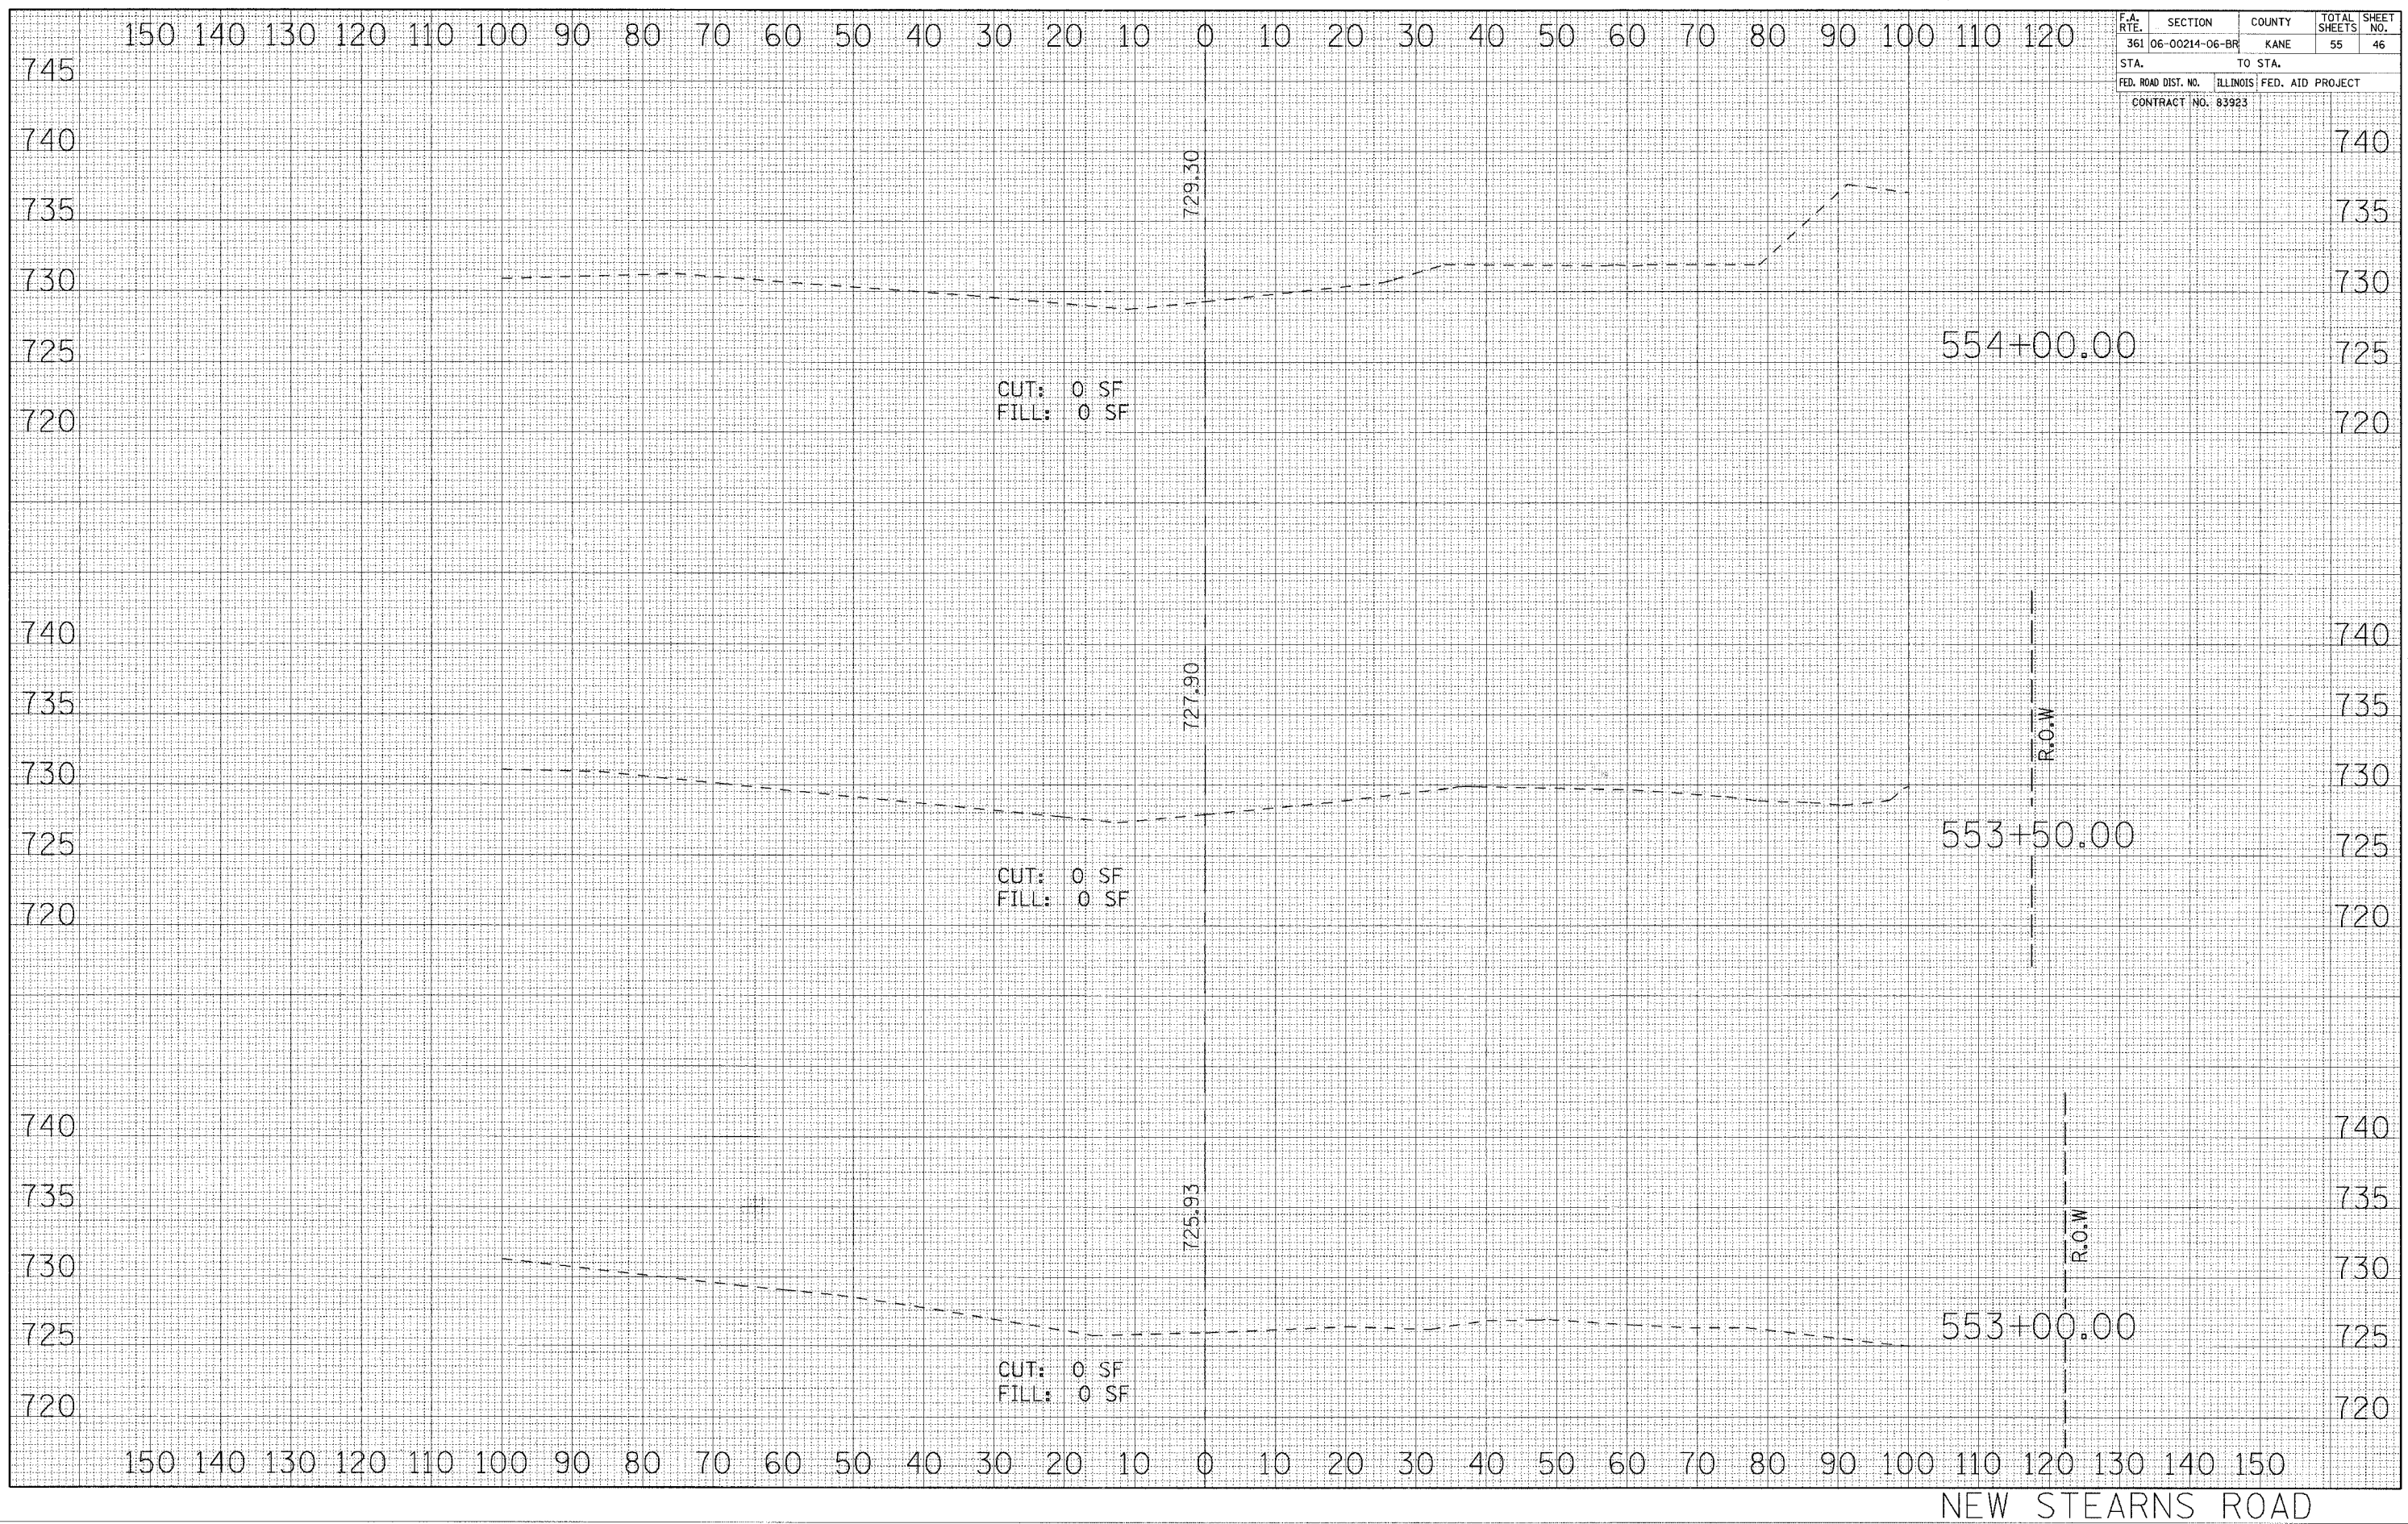 150 140 130 120 110 100 90 80 70 60 50 40 30 20 10 0 10 20 30 40 50 60 70 80 90 100 110 120
F.A. RTE. SECTION COUNTY TOTAL SHEETS SHEET NO.
361 06-00214-06-BR KANE 55 46
STA. TO STA.
FED. ROAD DIST. NO. ILLINOIS FED. AID PROJECT
CONTRACT NO. 83923
745
740 740
729.30
735 735
730 730
554+00.00
725 725
CUT: 0 SF
FILL: 0 SF
720 720
740 740
727.90
735 735
R.O.W
730 730
553+50.00
725 725
CUT: 0 SF
FILL: 0 SF
720 720
740 740
725.93
735 735
R.O.W
730 730
553+00.00
725 725
CUT: 0 SF
FILL: 0 SF
720 720
150 140 130 120 110 100 90 80 70 60 50 40 30 20 10 0 10 20 30 40 50 60 70 80 90 100 110 120 130 140 150
NEW STEARNS ROAD